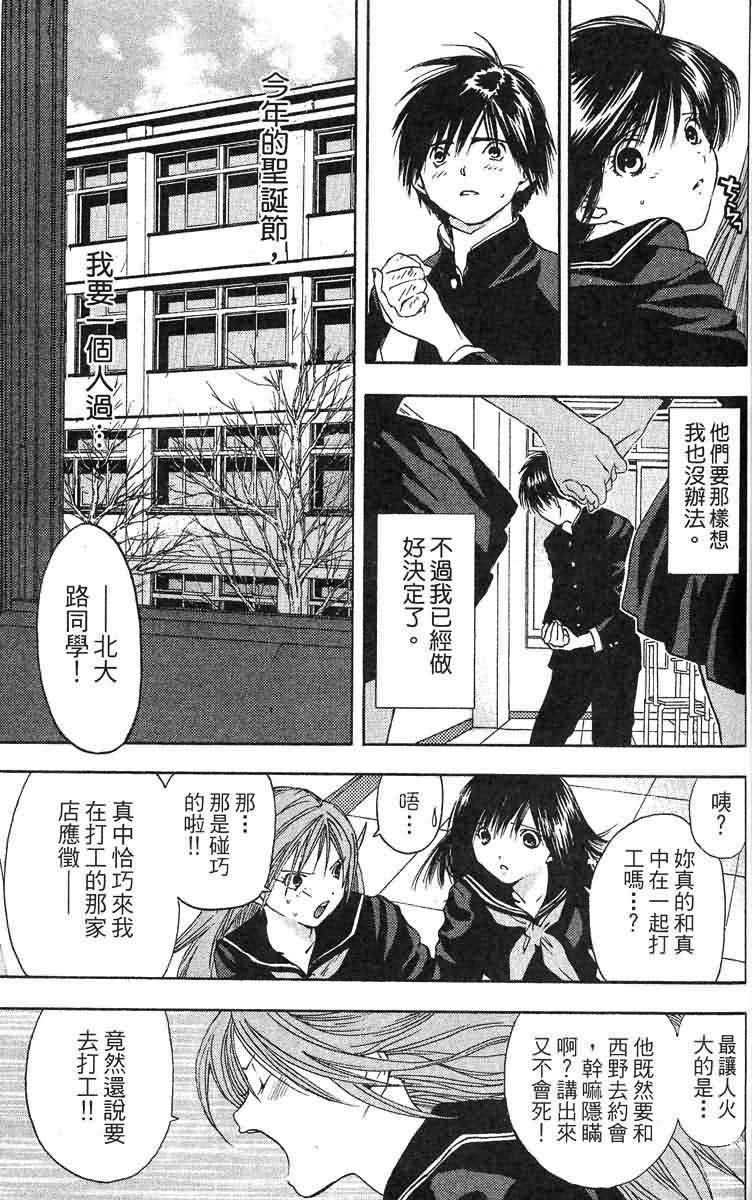 ちらっ
他們要那樣想
我也沒辦法。
不過我已經做
好決定了。
今年的聖誕節，
我要一個人過…
——北大
路同學！
咦？
妳真的和真
中在一起打
工嗎…？
唔…
那…
那是碰巧
的啦!!
真中恰巧來我
在打工的那家
店應徵——
最讓人火
大的是…
他既然要和
西野去約會
，幹嘛隱瞞
啊？講出來
又不會死！
竟然還說要
去打工!!